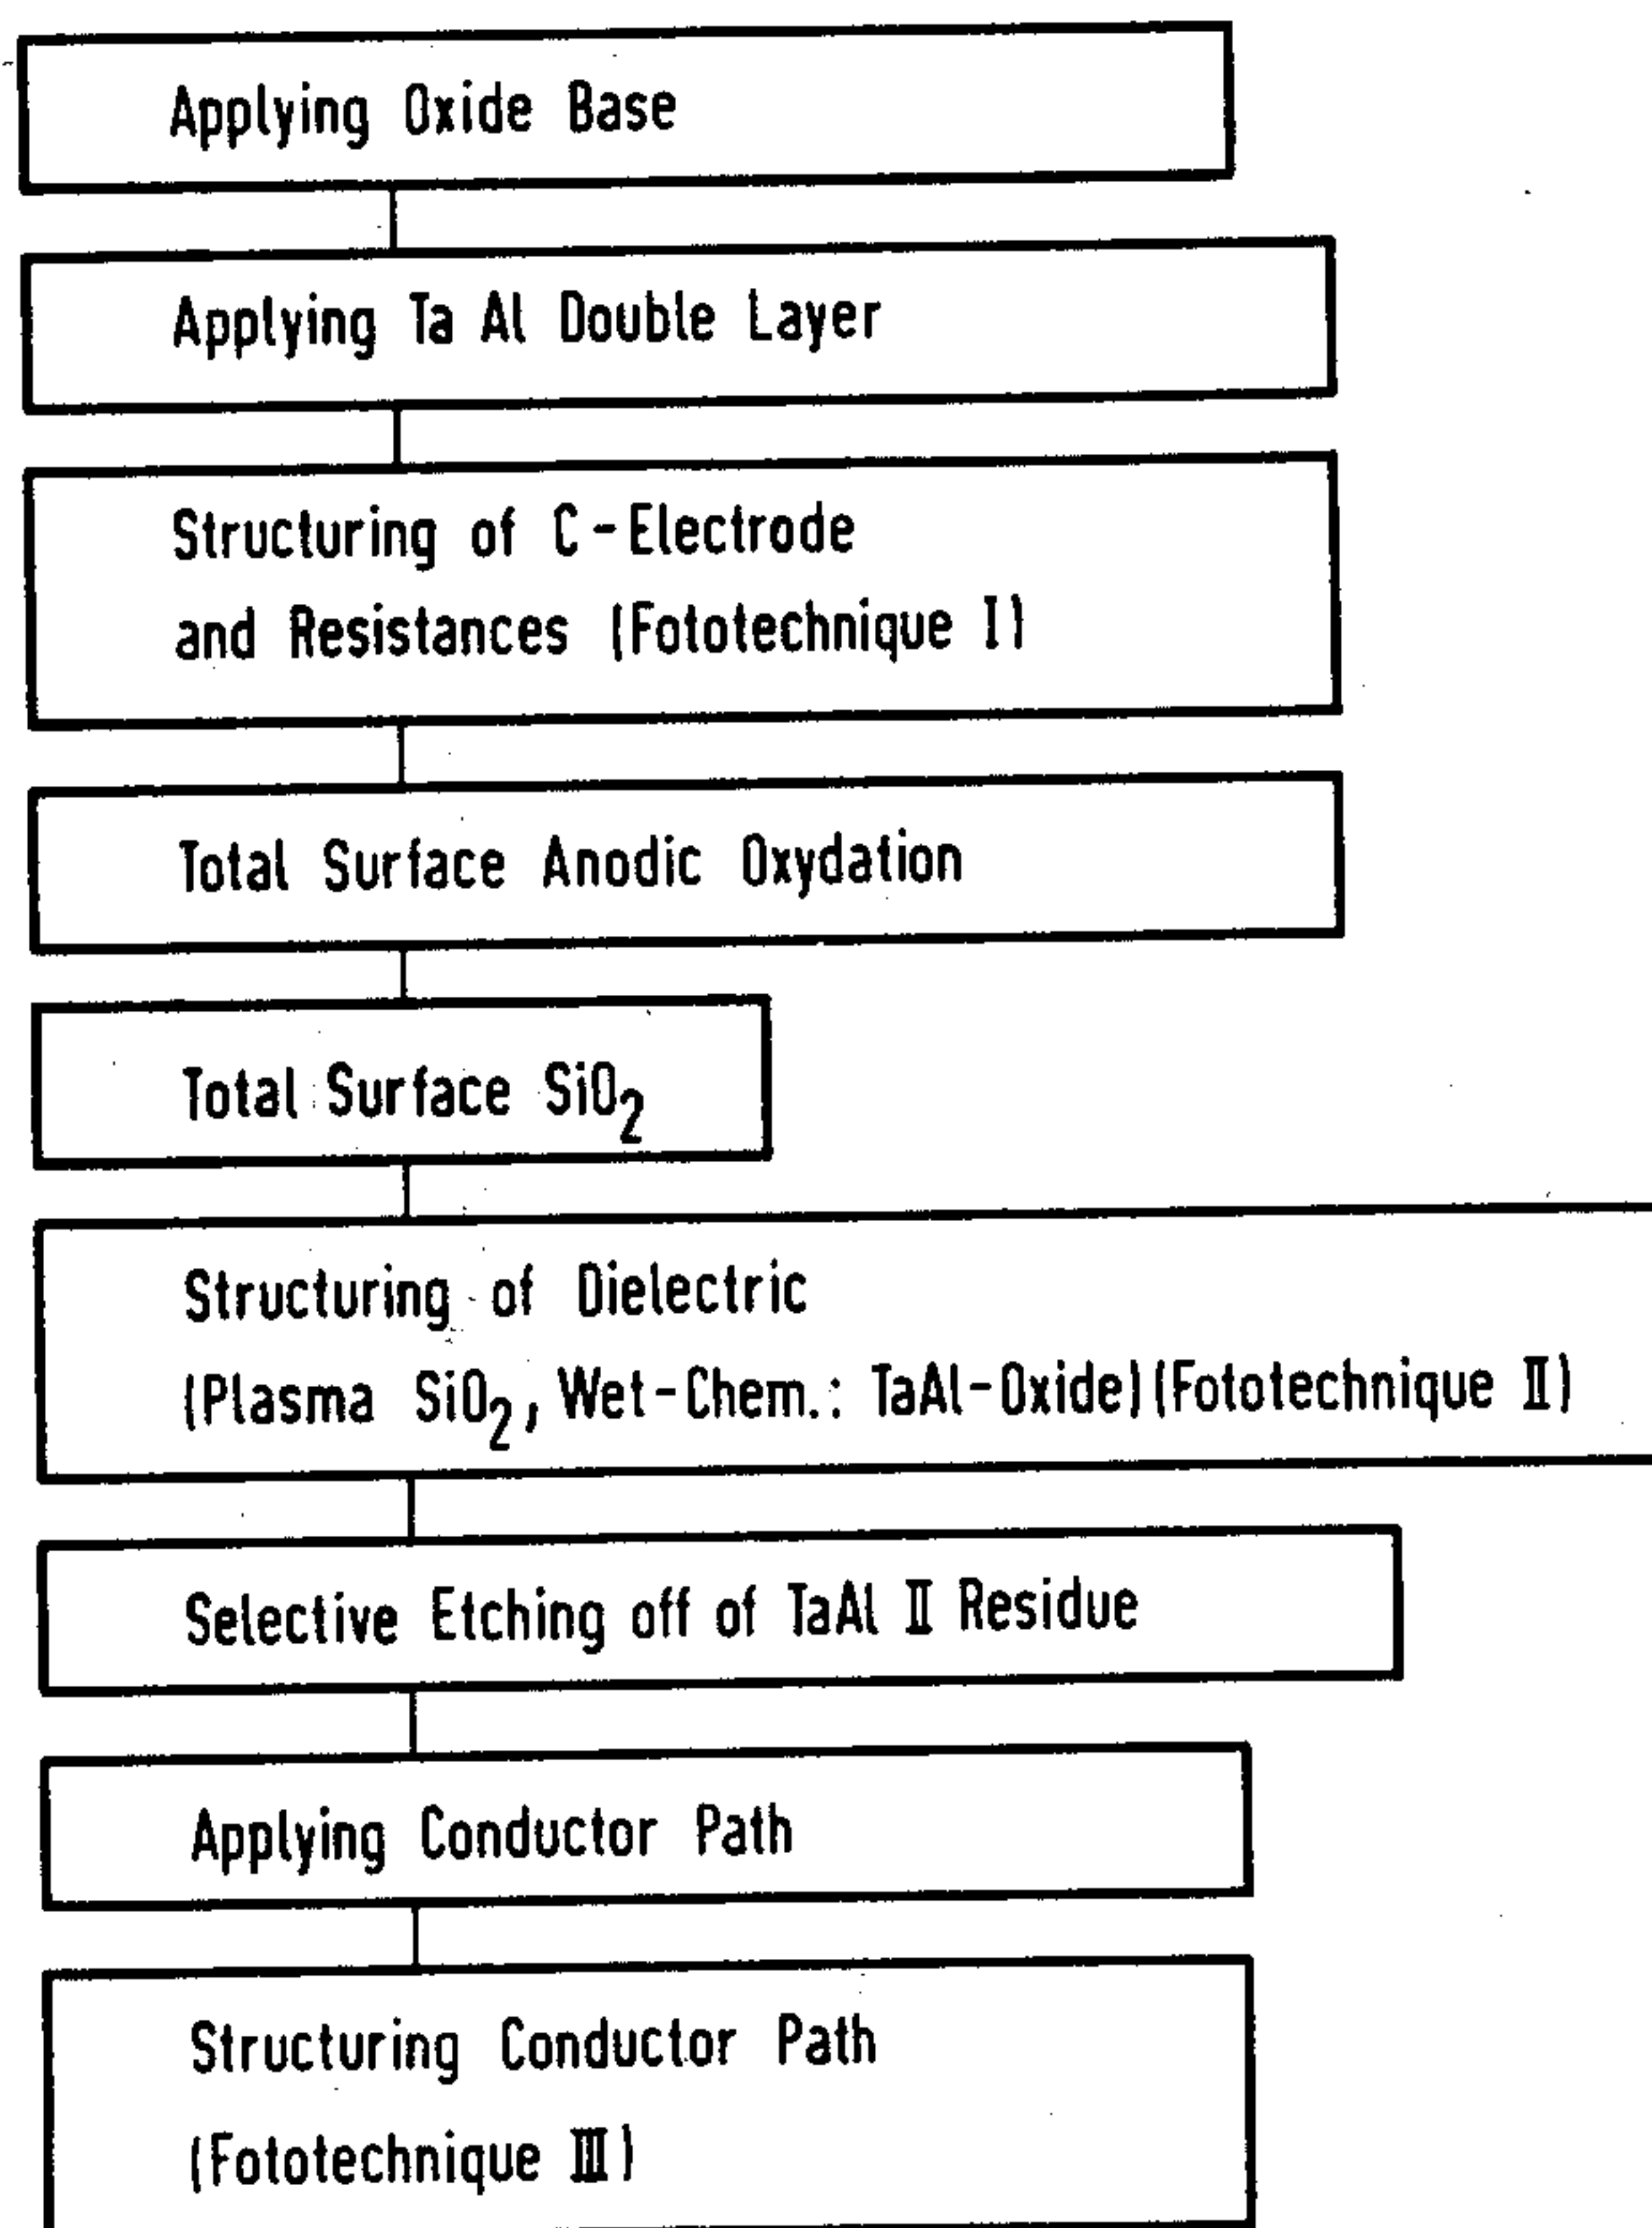 Applying Oxide Base
Applying Ta Al Double Layer
Structuring of C-Electrode
and Resistances (Fototechnique I)
Total Surface Anodic Oxydation
Total Surface SiO₂
Structuring of Dielectric
(Plasma SiO₂, Wet-Chem.: TaAl-Oxide)(Fototechnique II)
Selective Etching off of TaAl II Residue
Applying Conductor Path
Structuring Conductor Path
(Fototechnique III)